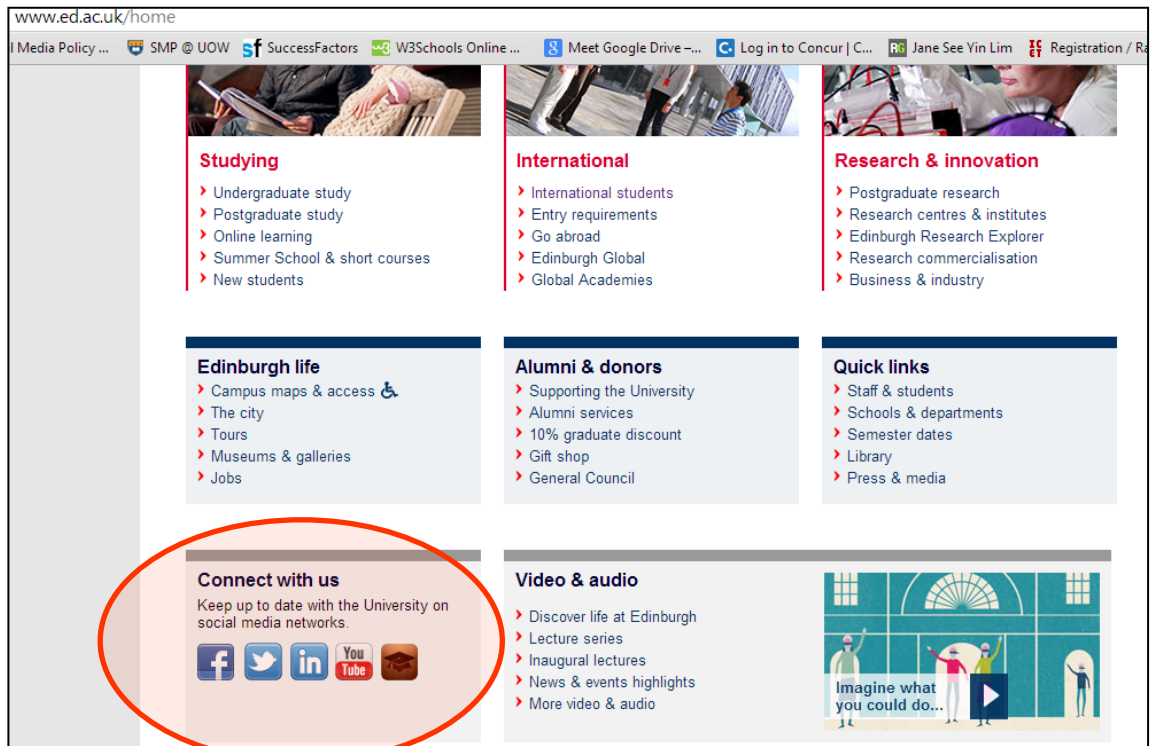 www.ed.ac.uk/home
l Media Policy ... SMP @ UOW SuccessFactors W3Schools Online ... Meet Google Drive –... Log in to Concur | C... RG Jane See Yin Lim Registration / Ra
Studying
Undergraduate study
Postgraduate study
Online learning
Summer School & short courses
New students
International
International students
Entry requirements
Go abroad
Edinburgh Global
Global Academies
Research & innovation
Postgraduate research
Research centres & institutes
Edinburgh Research Explorer
Research commercialisation
Business & industry
Edinburgh life
Campus maps & access
The city
Tours
Museums & galleries
Jobs
Alumni & donors
Supporting the University
Alumni services
10% graduate discount
Gift shop
General Council
Quick links
Staff & students
Schools & departments
Semester dates
Library
Press & media
Connect with us
Keep up to date with the University on
social media networks.
f in You
Tube
Video & audio
Discover life at Edinburgh
Lecture series
Inaugural lectures
News & events highlights
More video & audio
Imagine what
you could do...